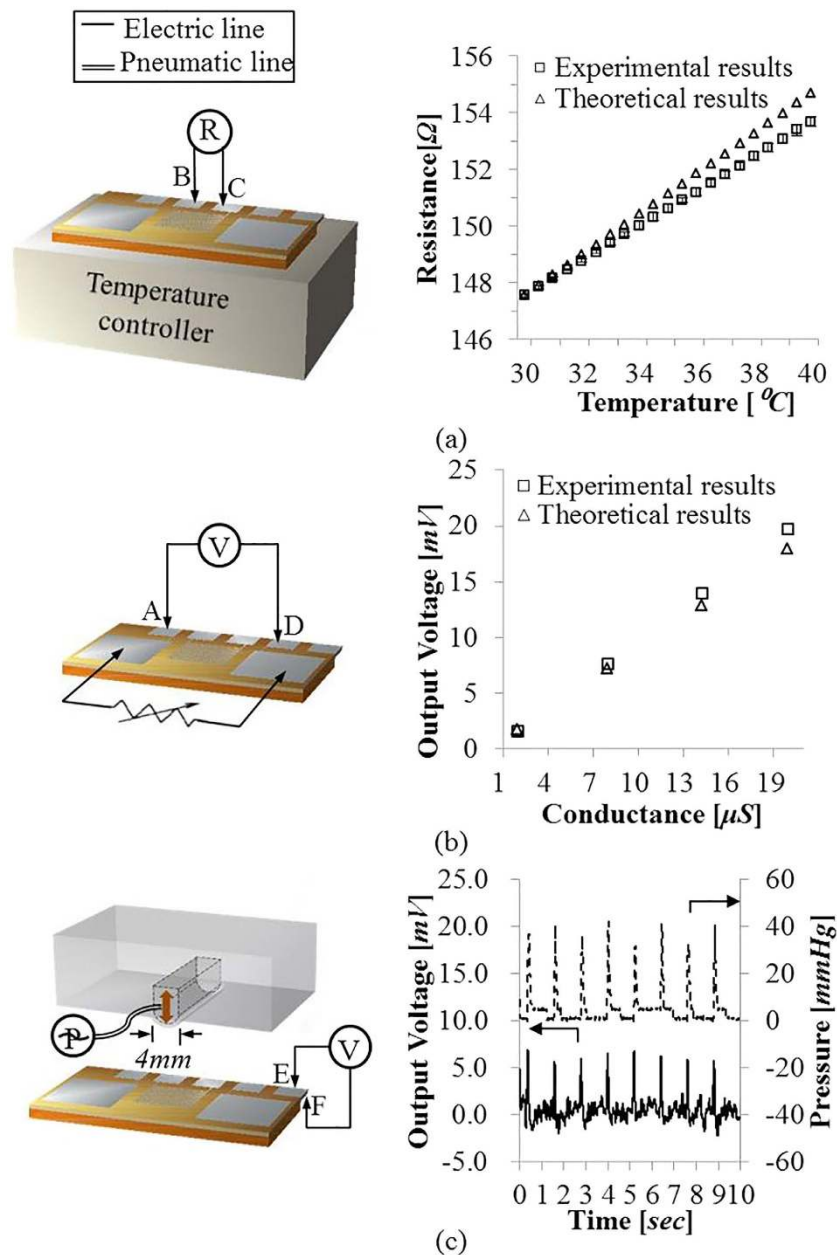 Electric line
Pneumatic line
R
B
C
Temperature
controller
Resistance[Ω]
156
154
152
150
148
146
Experimental results
Theoretical results
30 32 34 36 38 40
Temperature [ ⁰C]
(a)
V
A
D
Output Voltage [mV]
25
20
15
10
5
0
Experimental results
Theoretical results
1 4 7 10 13 16 19
Conductance [μS]
(b)
P
4mm
V
E
F
Output Voltage [mV]
25.0
20.0
15.0
10.0
5.0
0.0
-5.0
60
40
20
0
-20
-40
-60
Pressure [mmHg]
0 1 2 3 4 5 6 7 8 9 10
Time [sec]
(c)